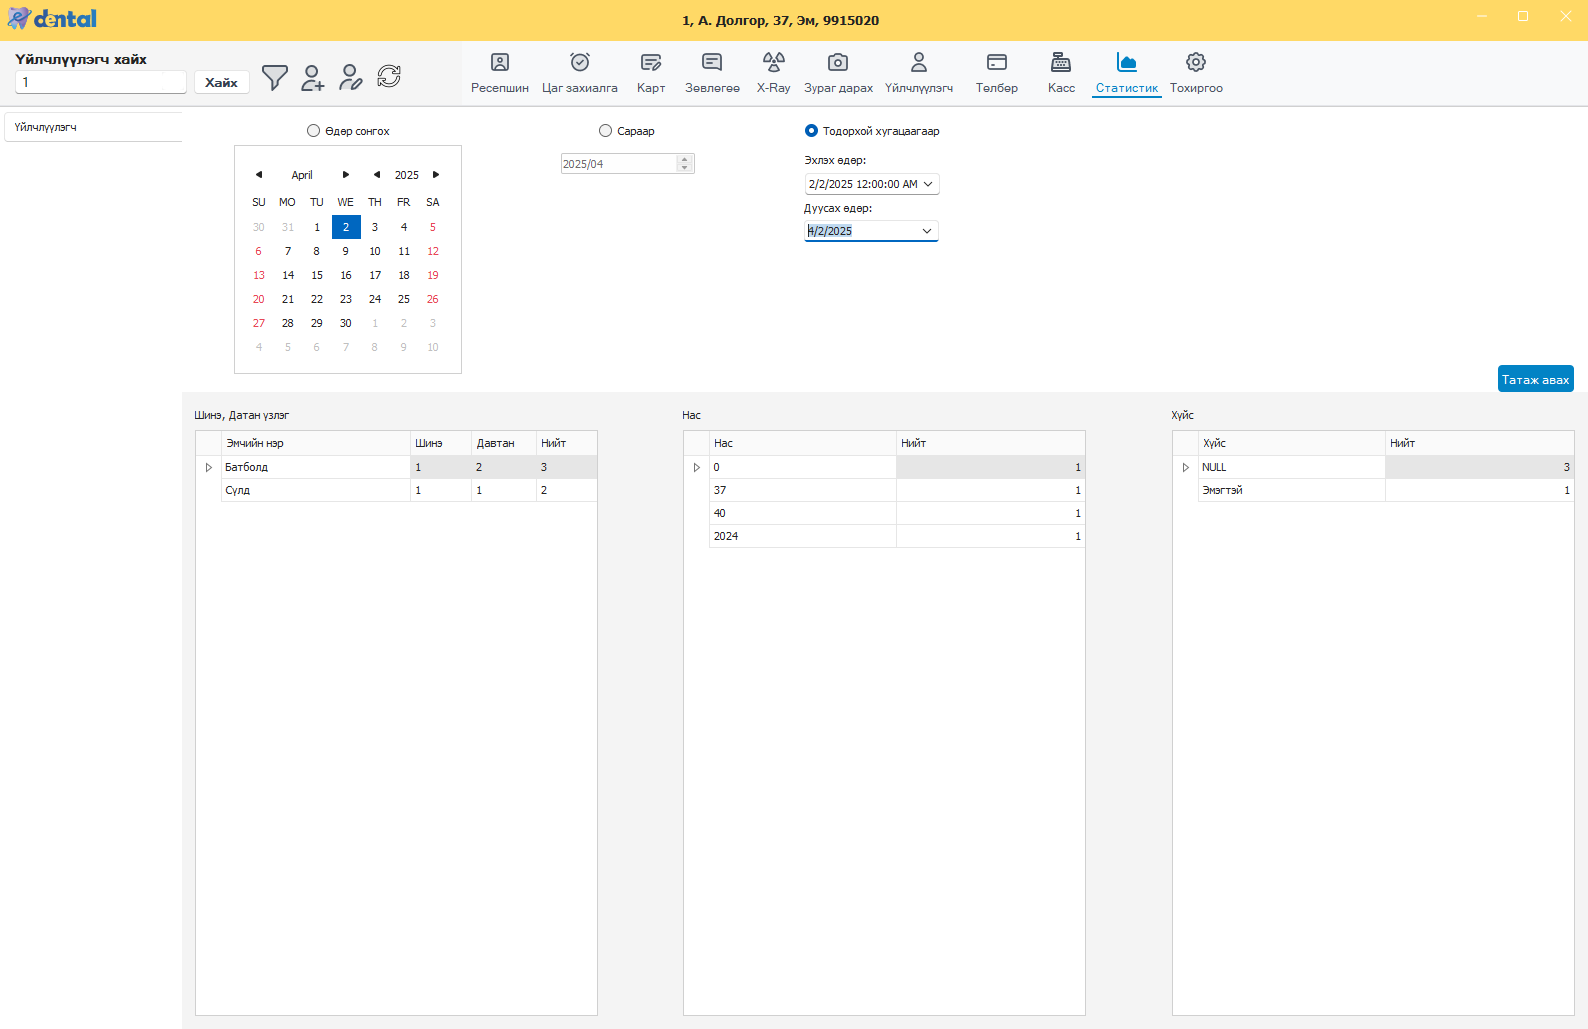 edental
1, А. Долгор, 37, Эм, 9915020
Үйлчлүүлэгч хайх
1
Хайх
Ресепшин
Цаг захиалга
Карт
Зөвлөгөө
X-Ray
Зураг дарах
Үйлчлүүлэгч
Төлбөр
Касс
Статистик
Тохиргоо
Үйлчлүүлэгч
Өдөр сонгох
April 2025
SU MO TU WE TH FR SA
30 31 1 2 3 4 5
6 7 8 9 10 11 12
13 14 15 16 17 18 19
20 21 22 23 24 25 26
27 28 29 30 1 2 3
4 5 6 7 8 9 10
Сараар
2025/04
Тодорхой хугацаагаар
Эхлэх өдөр:
2/2/2025 12:00:00 AM
Дуусах өдөр:
4/2/2025
Татаж авах
Шинэ, Датан үзлэг
Эмчийн нэр Шинэ Давтан Нийт
Батболд 1 2 3
Сүлд 1 1 2
Нас
Нас Нийт
0 1
37 1
40 1
2024 1
Хүйс
Хүйс Нийт
NULL 3
Эмэгтэй 1